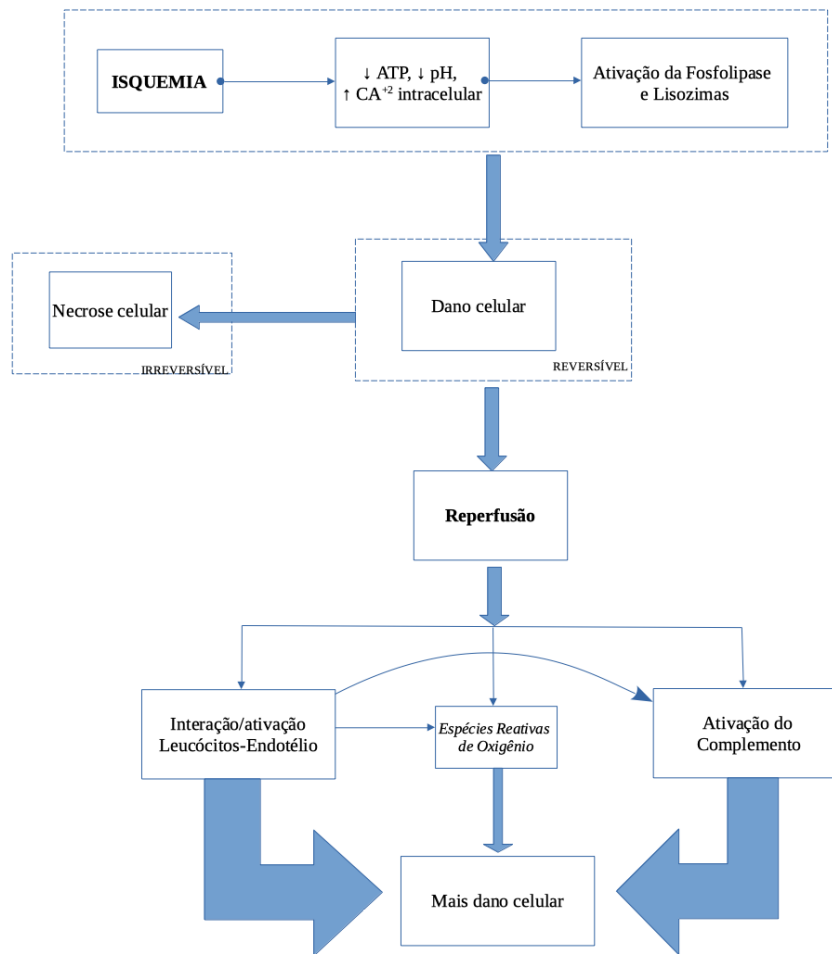 ISQUEMIA
↓ ATP, ↓ pH,
↑ CA⁺² intracelular
Ativação da Fosfolipase
e Lisozimas
Necrose celular
IRREVERSÍVEL
Dano celular
REVERSÍVEL
Reperfusão
Interação/ativação
Leucócitos-Endotélio
Espécies Reativas
de Oxigênio
Ativação do
Complemento
Mais dano celular